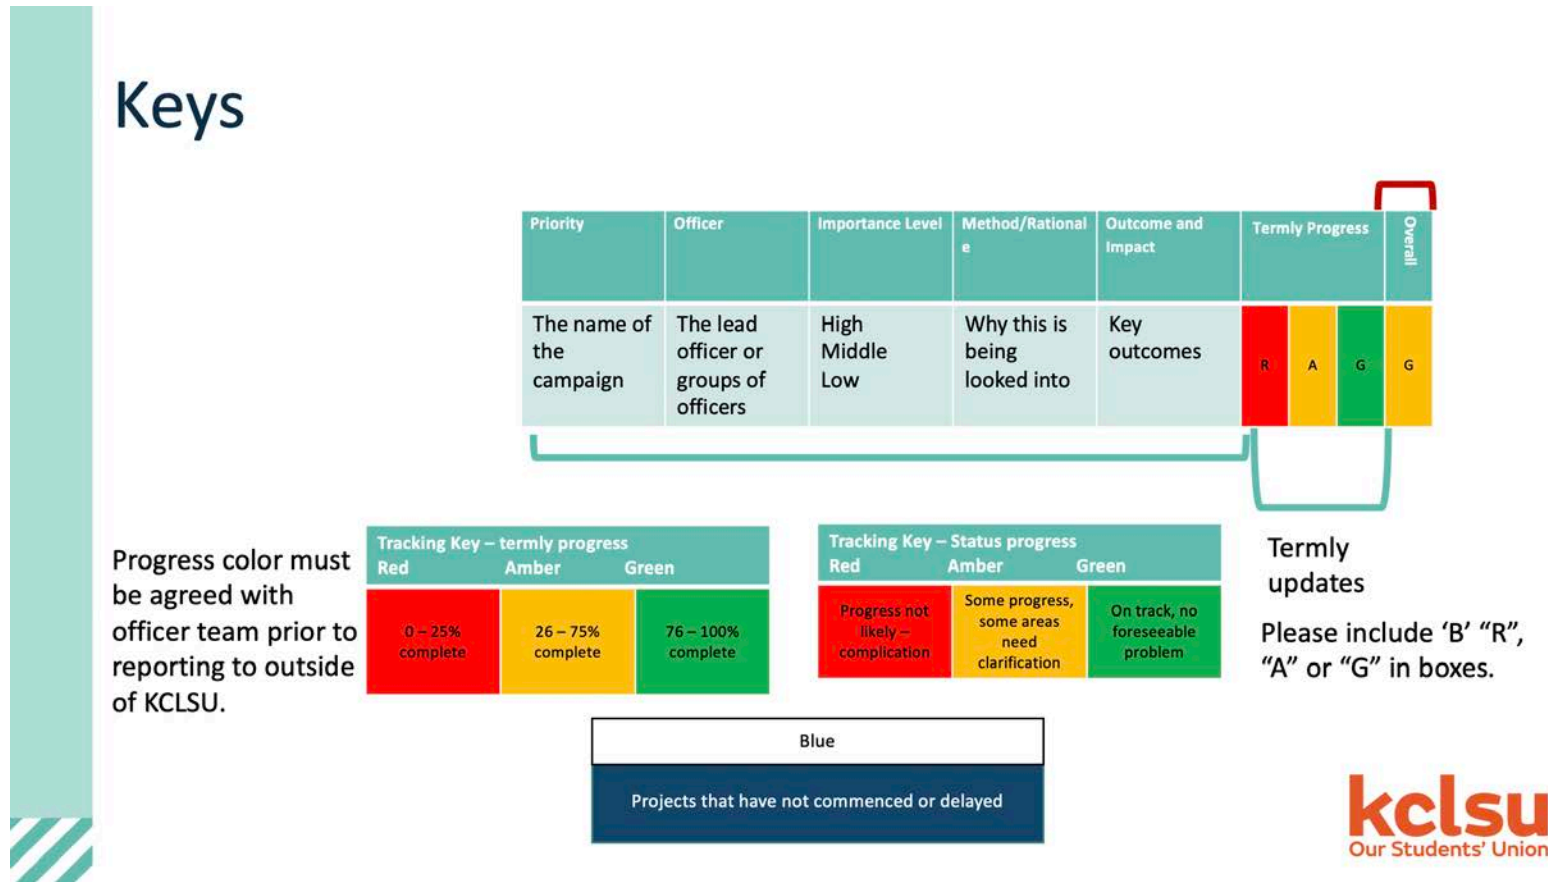 Keys
Priority
Officer
Importance Level
Method/Rational
e
Outcome and
Impact
Termly Progress
Overall
The name of
the
campaign
The lead
officer or
groups of
officers
High
Middle
Low
Why this is
being
looked into
Key
outcomes
R
A
G
G
Progress color must
be agreed with
officer team prior to
reporting to outside
of KCLSU.
Tracking Key – termly progress
Red Amber Green
0 – 25%
complete
26 – 75%
complete
76 – 100%
complete
Tracking Key – Status progress
Red Amber Green
Progress not
likely –
complication
Some progress,
some areas
need
clarification
On track, no
foreseeable
problem
Termly
updates
Please include ‘B’ “R”,
“A” or “G” in boxes.
Blue
Projects that have not commenced or delayed
kclsu
Our Students’ Union